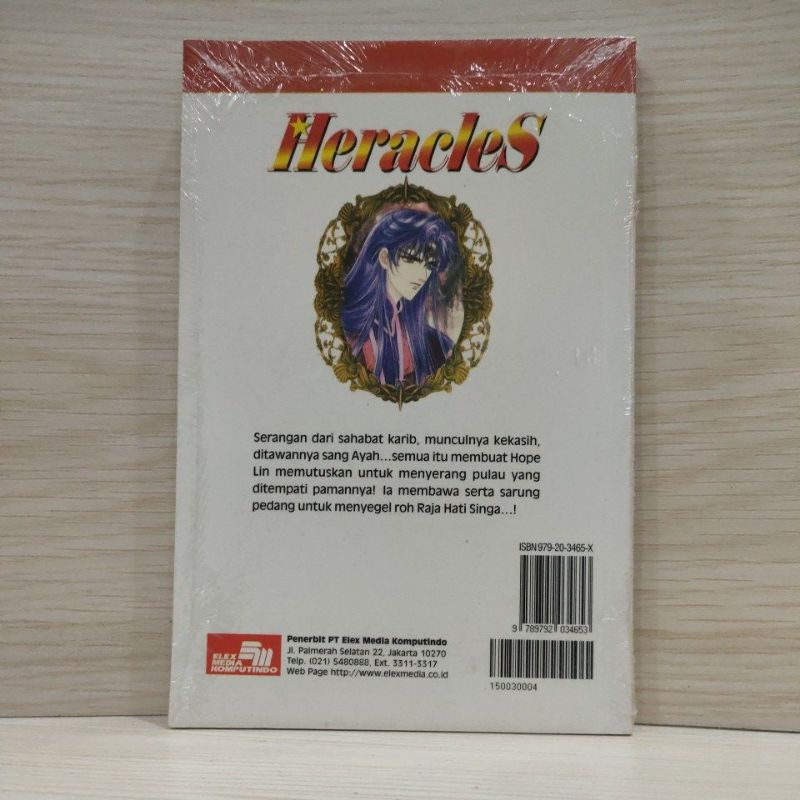 Heracles
Serangan dari sahabat karib, munculnya kekasih,
ditawannya sang Ayah...semua itu membuat Hope
Lin memutuskan untuk menyerang pulau yang
ditempati pamannya! Ia membawa serta sarung
pedang untuk menyegel roh Raja Hati Singa...!
ISBN 979-20-3465-X
9 789792 034653
150030004
ELEX
MEDIA
KOMPUTINDO
Penerbit PT Elex Media Komputindo
Jl. Palmerah Selatan 22, Jakarta 10270
Telp. (021) 5480888, Ext. 3311-3317
Web Page http://www.elexmedia.co.id